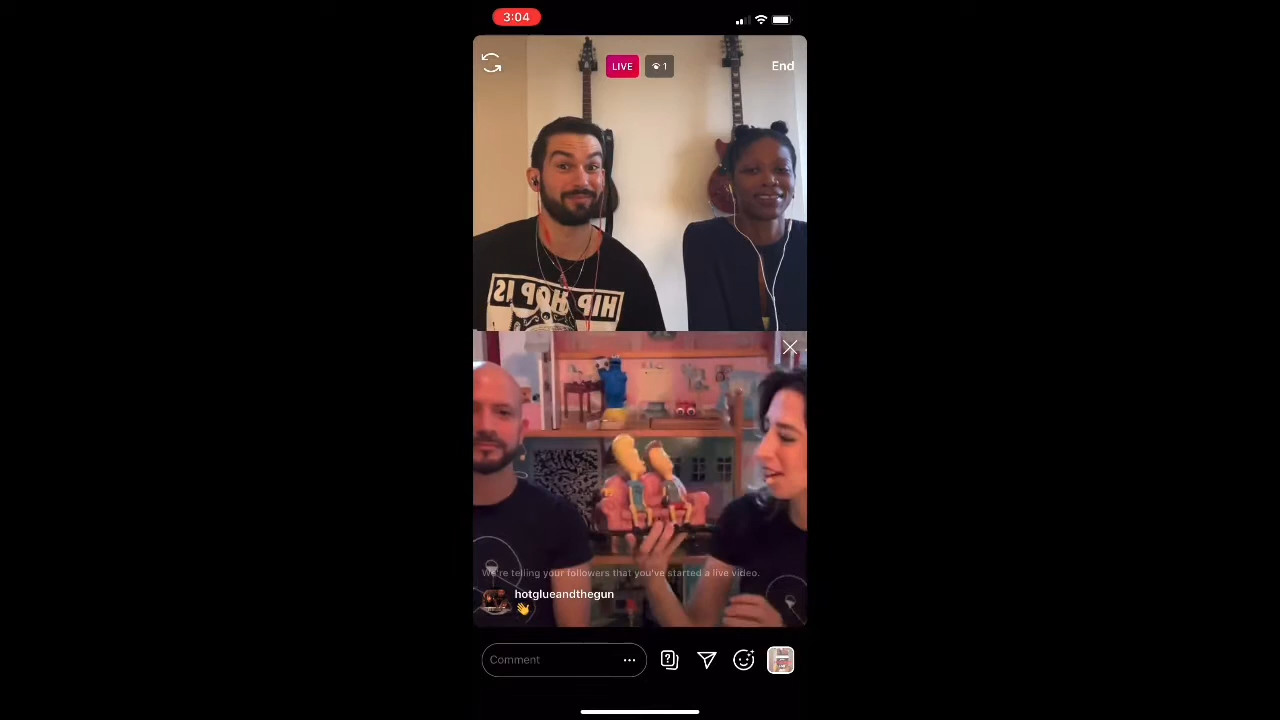 3:04
LIVE
1
End
HIP HOP IS
We're telling your followers that you've started a live video.
hotglueandthegun
Comment